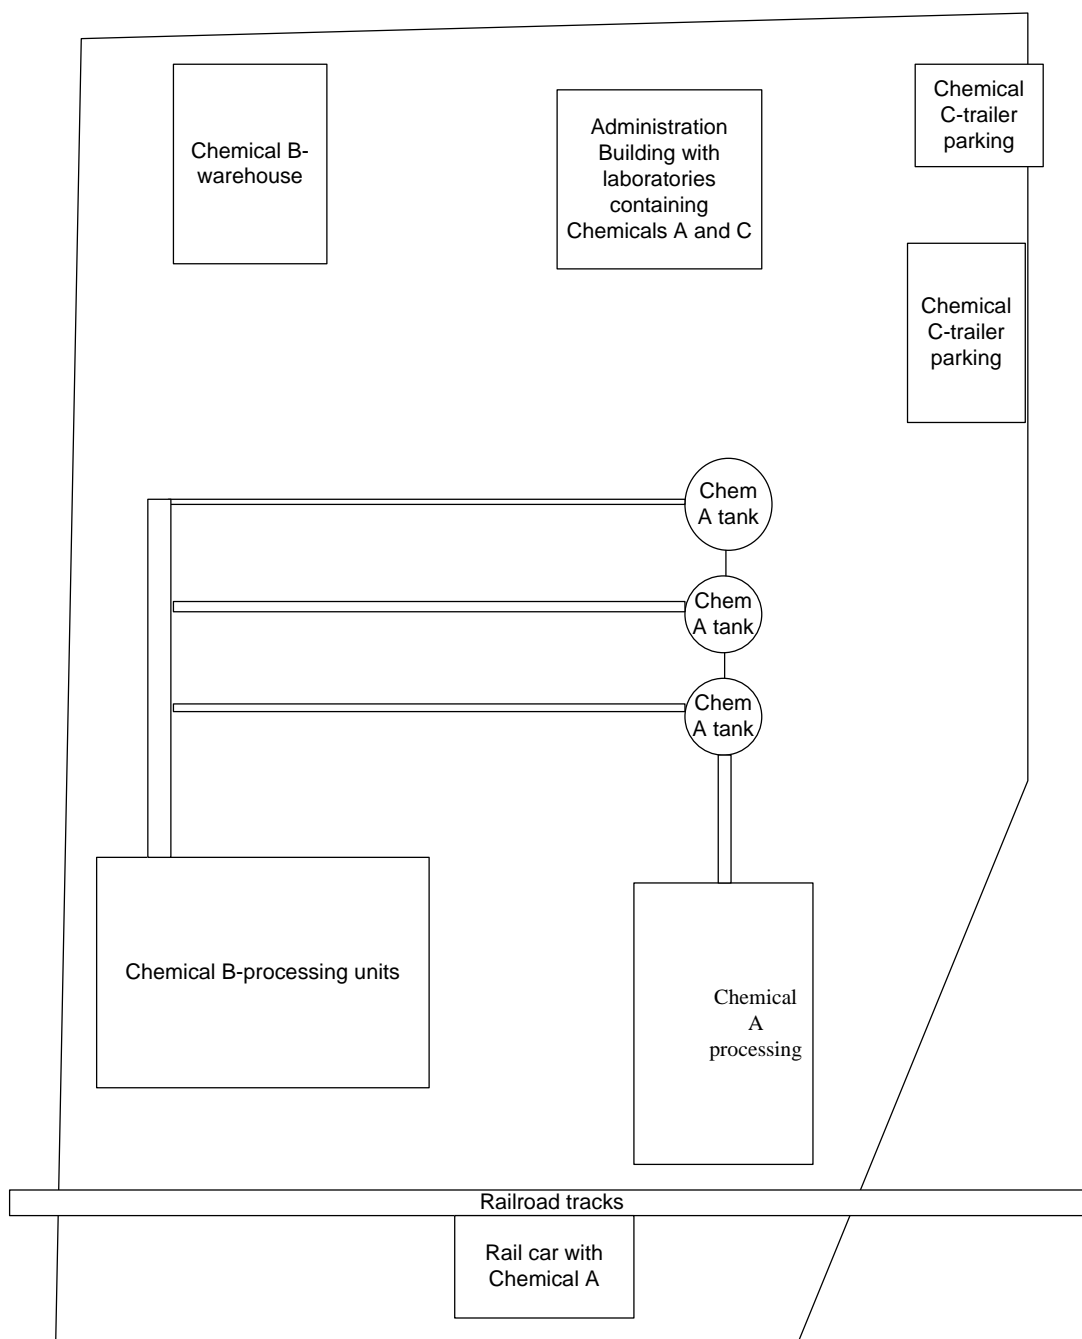 Chemical B-
warehouse
Administration
Building with
laboratories
containing
Chemicals A and C
Chemical
C-trailer
parking
Chemical
C-trailer
parking
Chem
A tank
Chem
A tank
Chem
A tank
Chemical B-processing units
Chemical
A
processing
Railroad tracks
Rail car with
Chemical A